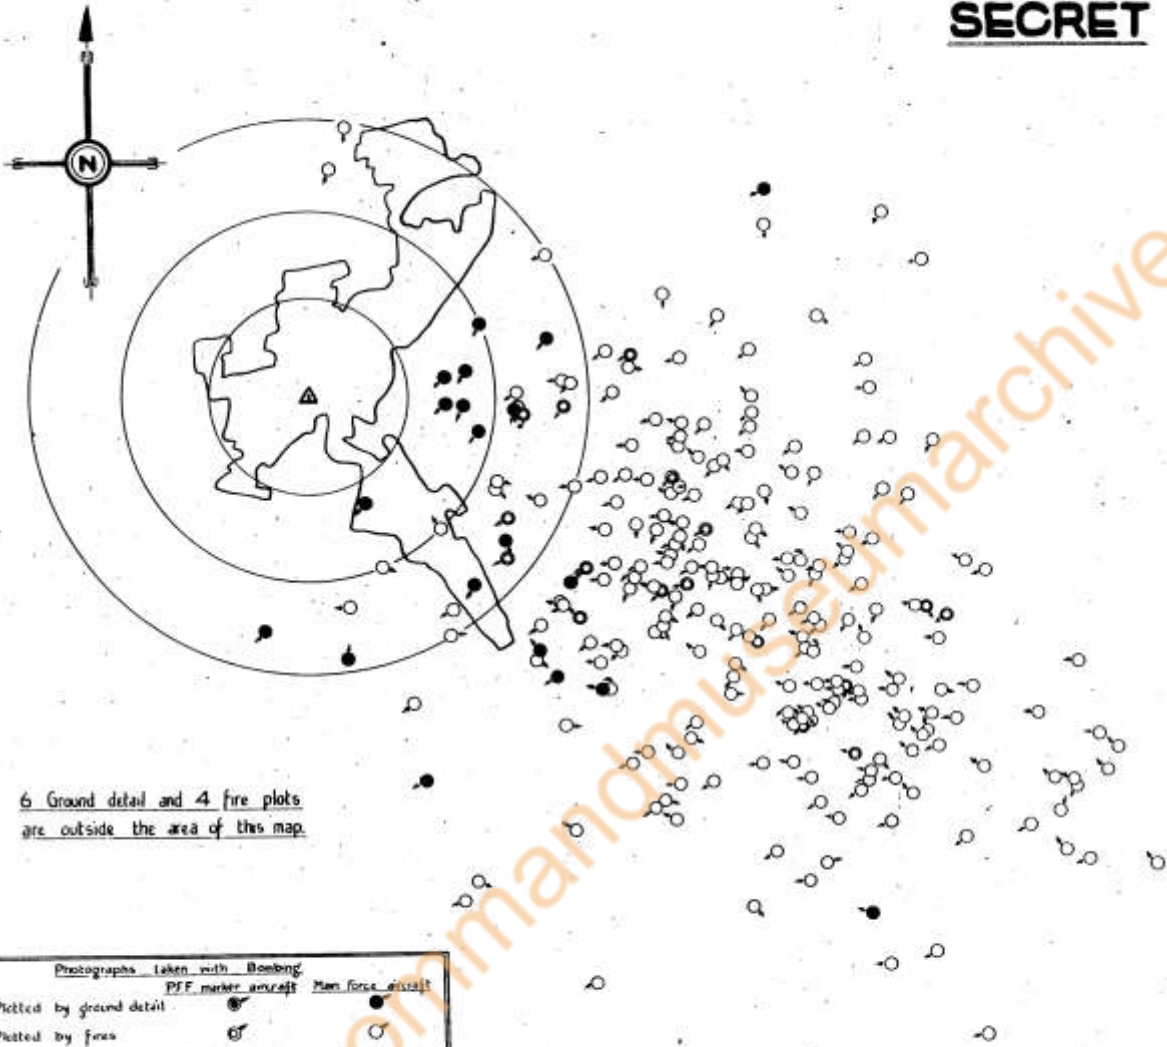 SECRET
N
6 Ground detail and 4 fire plots
are outside the area of this map.
Photographs taken with Bombing
PFF marker aircraft Main force aircraft
Plotted by ground detail
Plotted by fires
ommandmuseumarchive